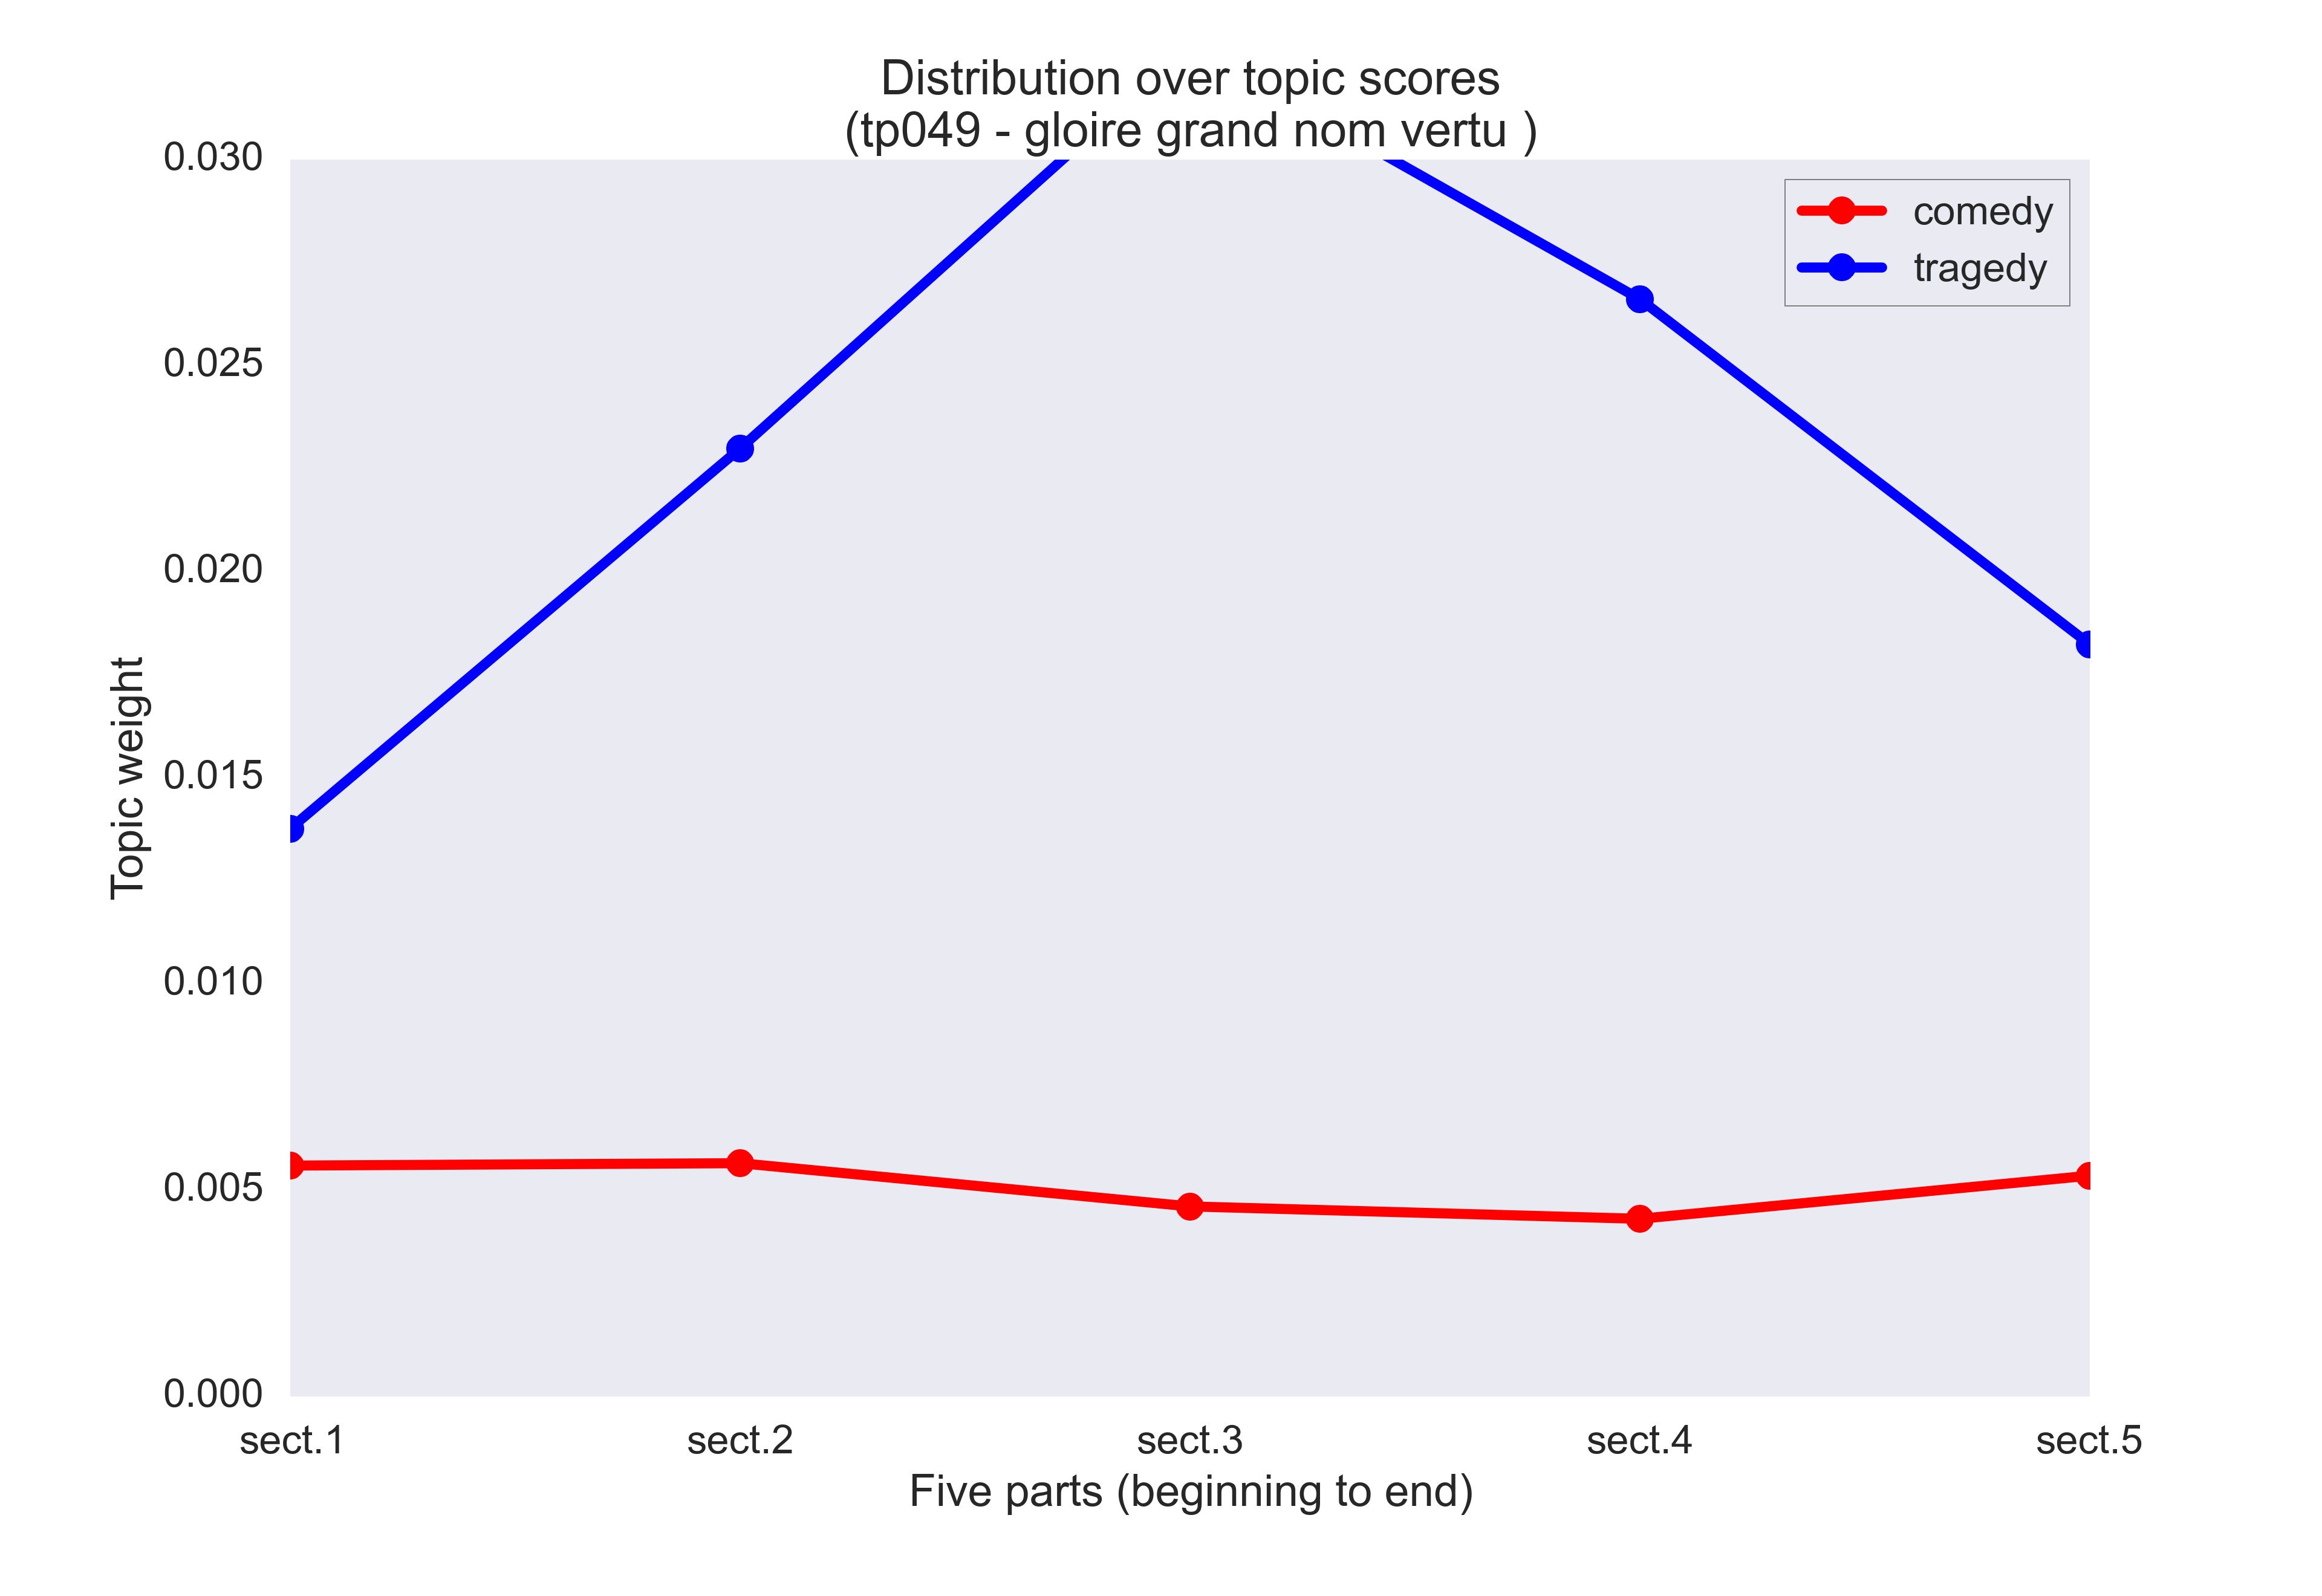 Distribution over topic scores
(tp049 - gloire grand nom vertu )
0.030
0.025
0.020
0.015
0.010
0.005
0.000
Topic weight
comedy
tragedy
sect.1
sect.2
sect.3
sect.4
sect.5
Five parts (beginning to end)